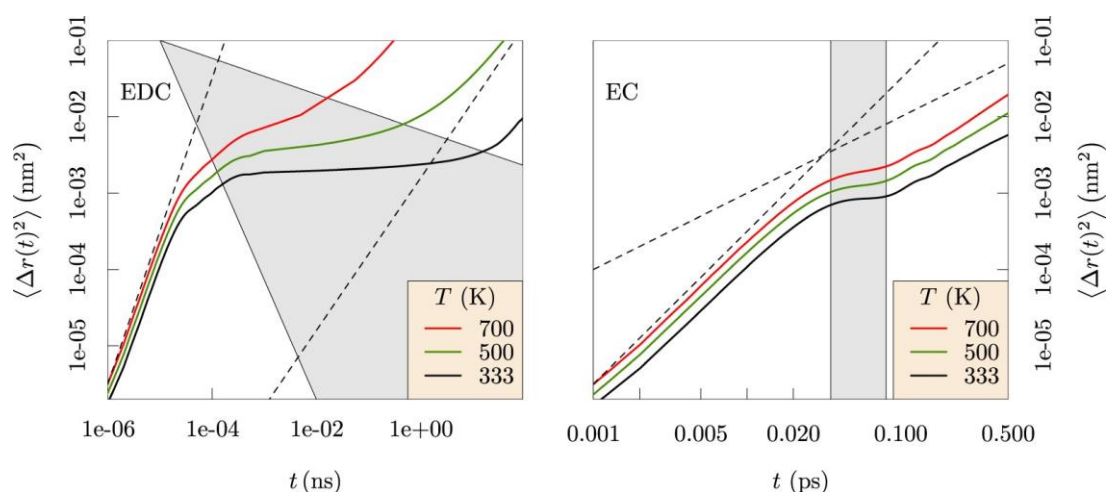 EDC
⟨Δr(t)²⟩ (nm²)
1e-05
1e-04
1e-03
1e-02
1e-01
T (K)
700
500
333
1e-06
1e-04
1e-02
1e+00
t (ns)
EC
T (K)
700
500
333
0.001
0.005
0.020
0.100
0.500
t (ps)
1e-05
1e-04
1e-03
1e-02
1e-01
⟨Δr(t)²⟩ (nm²)